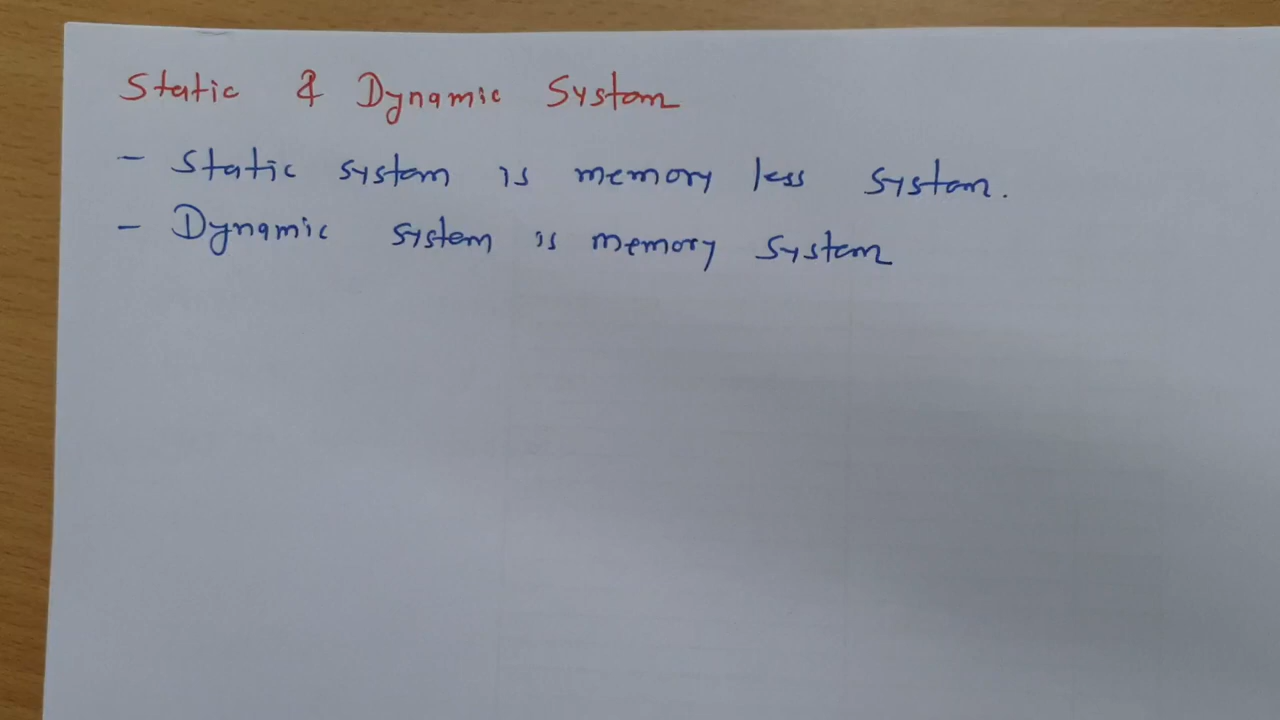 Static & Dynamic System
- Static system is memory less system.
- Dynamic system is memory system